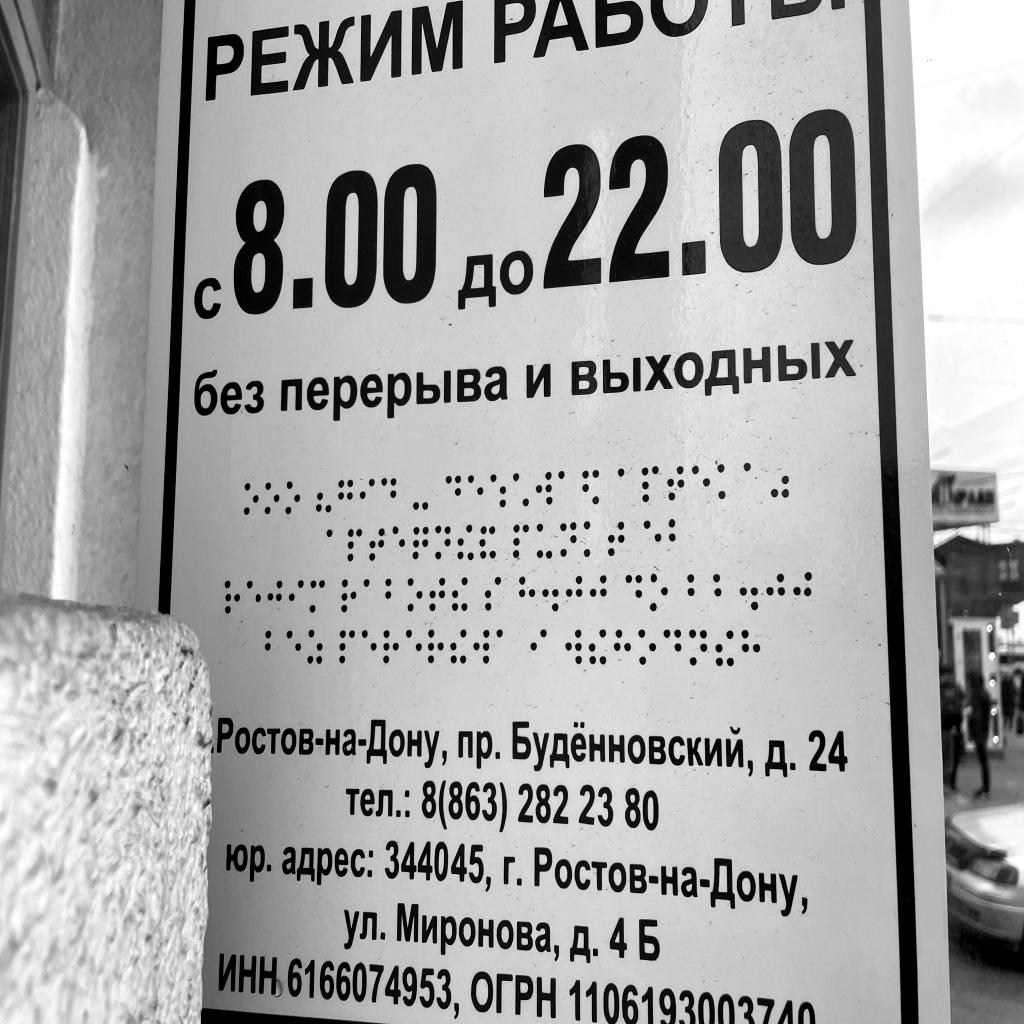 РЕЖИМ РАБОТЫ
с 8.00 до 22.00
без перерыва и выходных
Ростов-на-Дону, пр. Будённовский, д. 24
тел.: 8(863) 282 23 80
юр. адрес: 344045, г. Ростов-на-Дону,
ул. Миронова, д. 4 Б
ИНН 6166074953, ОГРН 1106193003740